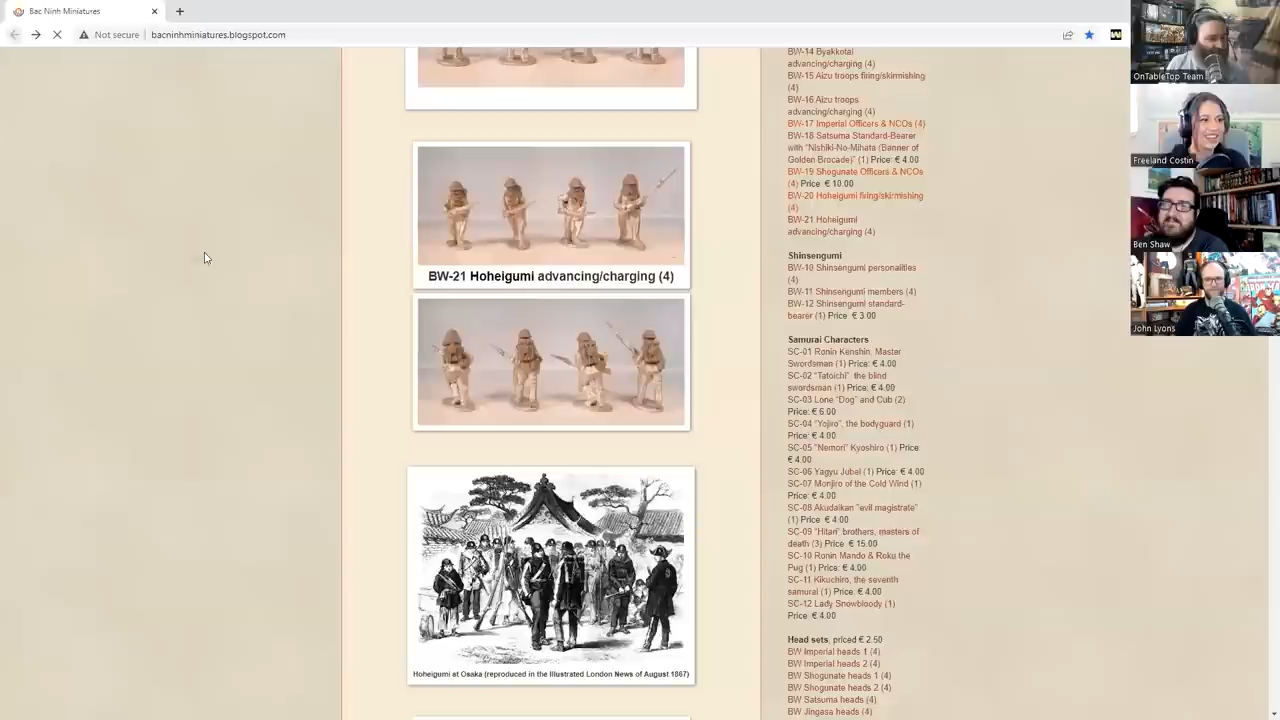 Bac Ninh Miniatures
Not secure
bacninhminiatures.blogspot.com
BW-21 Hoheigumi advancing/charging (4)
Hoheigumi at Osaka (reproduced in the Illustrated London News of August 1867)
BW-14 Byakkotai
advancing/charging (4)
BW-15 Aizu troops firing/skirmishing
(4)
BW-16 Aizu troops
advancing/charging (4)
BW-17 Imperial Officers & NCOs (4)
BW-18 Satsuma Standard-Bearer
with "Nishiki-No-Mihata (Banner of
Golden Brocade)" (1) Price: € 4.00
BW-19 Shogunate Officers & NCOs
(4) Price: € 10.00
BW-20 Hoheigumi firing/skirmishing
(4)
BW-21 Hoheigumi
advancing/charging (4)
Shinsengumi
BW-10 Shinsengumi personalities
(4)
BW-11 Shinsengumi members (4)
BW-12 Shinsengumi standard-
bearer (1) Price: € 3.00
Samurai Characters
SC-01 Ronin Kenshin, Master
Swordsman (1) Price: € 4.00
SC-02 "Tatoichi" the blind
swordsman (1) Price: € 4.00
SC-03 Lone "Dog" and Cub (2)
Price: € 6.00
SC-04 "Yojiro", the bodyguard (1)
Price: € 4.00
SC-05 "Nemori" Kyoshiro (1) Price:
€ 4.00
SC-06 Yagyu Jubei (1) Price: € 4.00
SC-07 Monjiro of the Cold Wind (1)
Price: € 4.00
SC-08 Akudaikan "evil magistrate"
(1) Price: € 4.00
SC-09 "Hitari" brothers, masters of
death (3) Price: € 15.00
SC-10 Ronin Mando & Roku the
Pug (1) Price: € 4.00
SC-11 Kikuchiro, the seventh
samurai (1) Price: € 4.00
SC-12 Lady Snowbloody (1)
Price: € 4.00
Head sets, priced € 2.50
BW Imperial heads 1 (4)
BW Imperial heads 2 (4)
BW Shogunate heads 1 (4)
BW Shogunate heads 2 (4)
BW Satsuma heads (4)
BW Jingasa heads (4)
OnTableTop Team
Freeland Costin
Ben Shaw
John Lyons